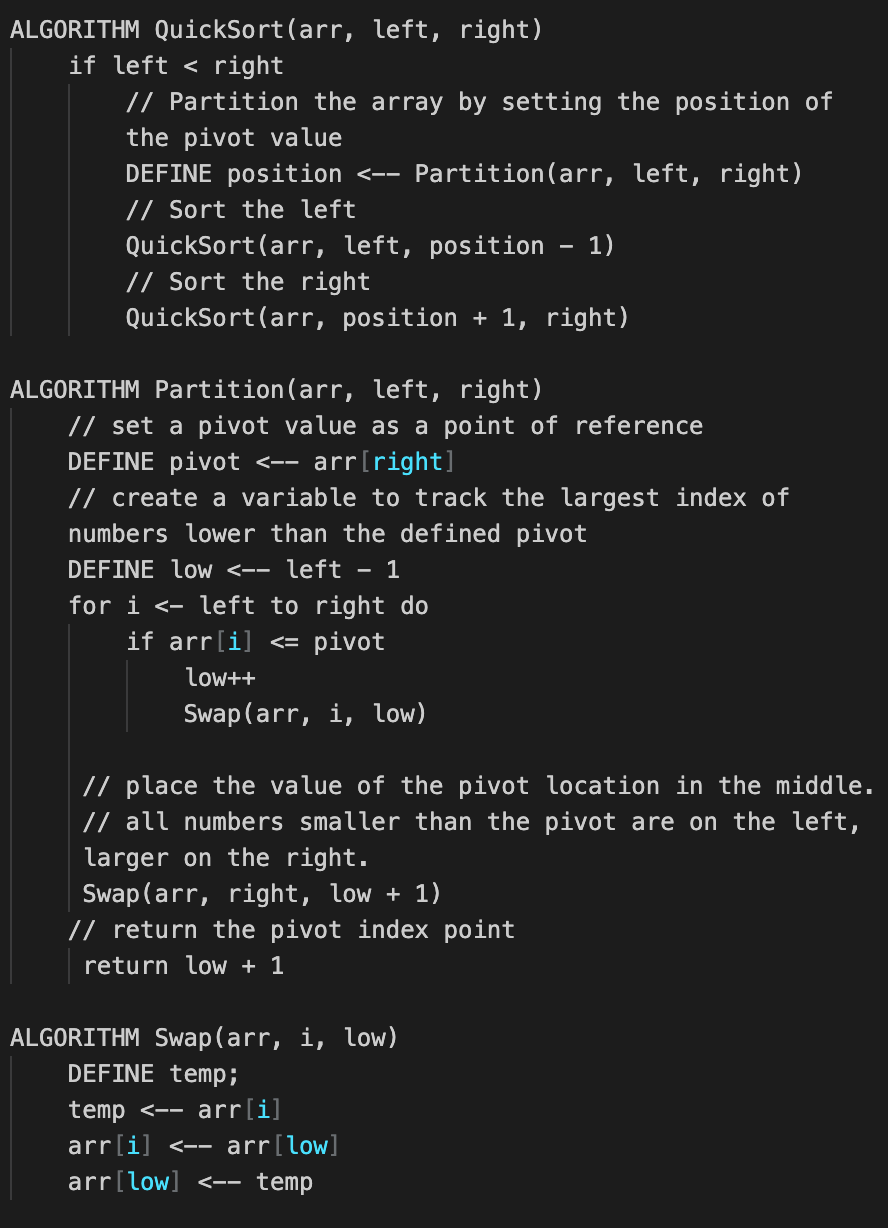 ALGORITHM QuickSort(arr, left, right)
if left < right
// Partition the array by setting the position of
the pivot value
DEFINE position <-- Partition(arr, left, right)
// Sort the left
QuickSort(arr, left, position - 1)
// Sort the right
QuickSort(arr, position + 1, right)
ALGORITHM Partition(arr, left, right)
// set a pivot value as a point of reference
DEFINE pivot <-- arr[right]
// create a variable to track the largest index of
numbers lower than the defined pivot
DEFINE low <-- left - 1
for i <- left to right do
if arr[i] <= pivot
low++
Swap(arr, i, low)
// place the value of the pivot location in the middle.
// all numbers smaller than the pivot are on the left,
larger on the right.
Swap(arr, right, low + 1)
// return the pivot index point
return low + 1
ALGORITHM Swap(arr, i, low)
DEFINE temp;
temp <-- arr[i]
arr[i] <-- arr[low]
arr[low] <-- temp